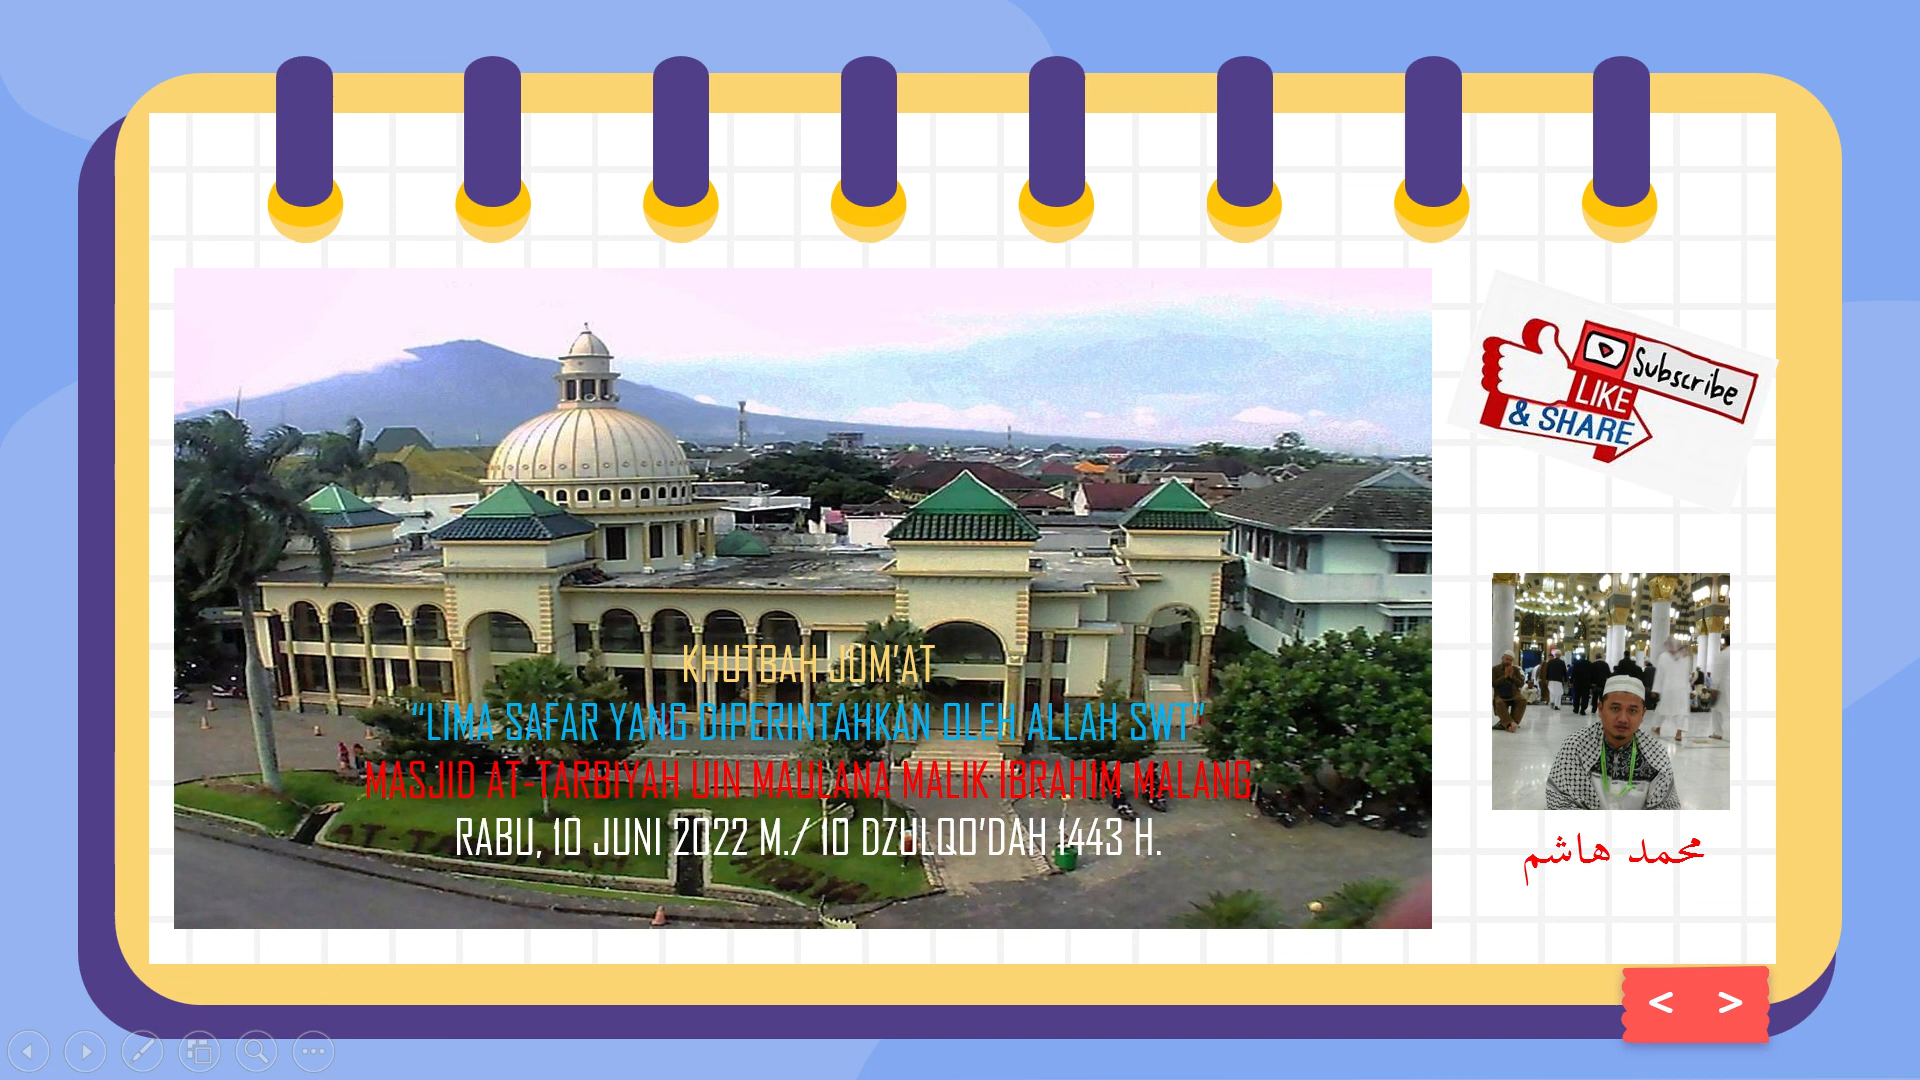 KHUTBAH JUM'AT
"LIMA SAFAR YANG DIPERINTAHKAN OLEH ALLAH SWT"
MASJID AT-TARBIYAH UIN MAULANA MALIK IBRAHIM MALANG
RABU, 10 JUNI 2022 M./ 10 DZULQO'DAH 1443 H.
Subscribe
LIKE
& SHARE
محمد هاشم
< >